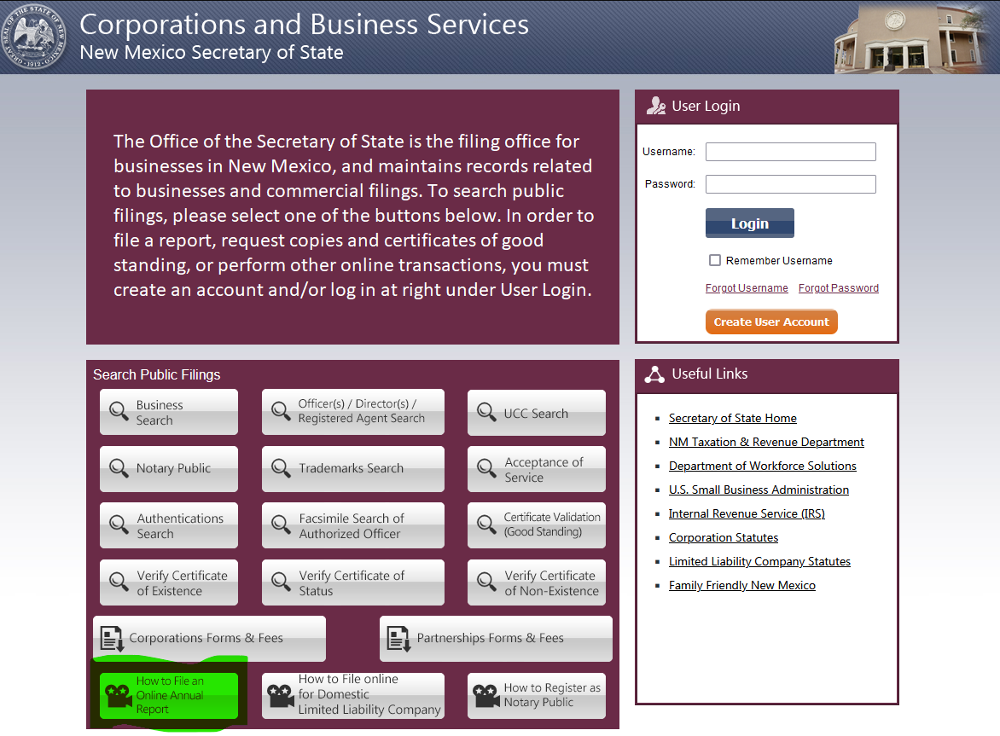 Corporations and Business Services
New Mexico Secretary of State
The Office of the Secretary of State is the filing office for
businesses in New Mexico, and maintains records related
to businesses and commercial filings. To search public
filings, please select one of the buttons below. In order to
file a report, request copies and certificates of good
standing, or perform other online transactions, you must
create an account and/or log in at right under User Login.
User Login
Username:
Password:
Login
Remember Username
Forgot Username Forgot Password
Create User Account
Search Public Filings
Business
Search
Officer(s) / Director(s) /
Registered Agent Search
UCC Search
Notary Public
Trademarks Search
Acceptance of
Service
Authentications
Search
Facsimile Search of
Authorized Officer
Certificate Validation
(Good Standing)
Verify Certificate
of Existence
Verify Certificate of
Status
Verify Certificate
of Non-Existence
Corporations Forms & Fees
Partnerships Forms & Fees
How to File an
Online Annual
Report
How to File online
for Domestic
Limited Liability Company
How to Register as
Notary Public
Useful Links
Secretary of State Home
NM Taxation & Revenue Department
Department of Workforce Solutions
U.S. Small Business Administration
Internal Revenue Service (IRS)
Corporation Statutes
Limited Liability Company Statutes
Family Friendly New Mexico
GREAT SEAL OF THE STATE OF NEW MEXICO
1912